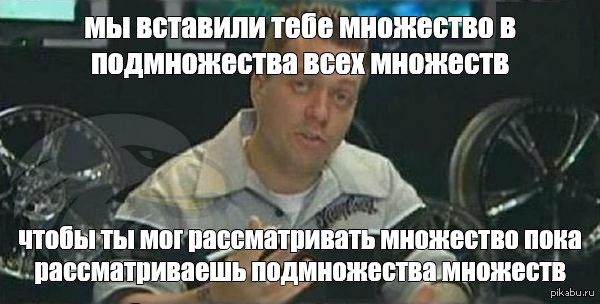 мы вставили тебе множество в
подмножества всех множеств
чтобы ты мог рассматривать множество пока
рассматриваешь подмножества множеств
pikabu.ru